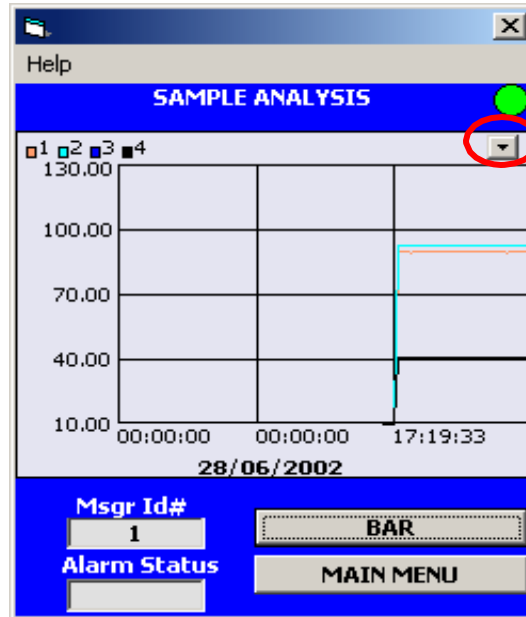 Help
SAMPLE ANALYSIS
1 2 3 4
130.00
100.00
70.00
40.00
10.00
00:00:00 00:00:00 17:19:33
28/06/2002
Msgr Id#
1
BAR
Alarm Status
MAIN MENU